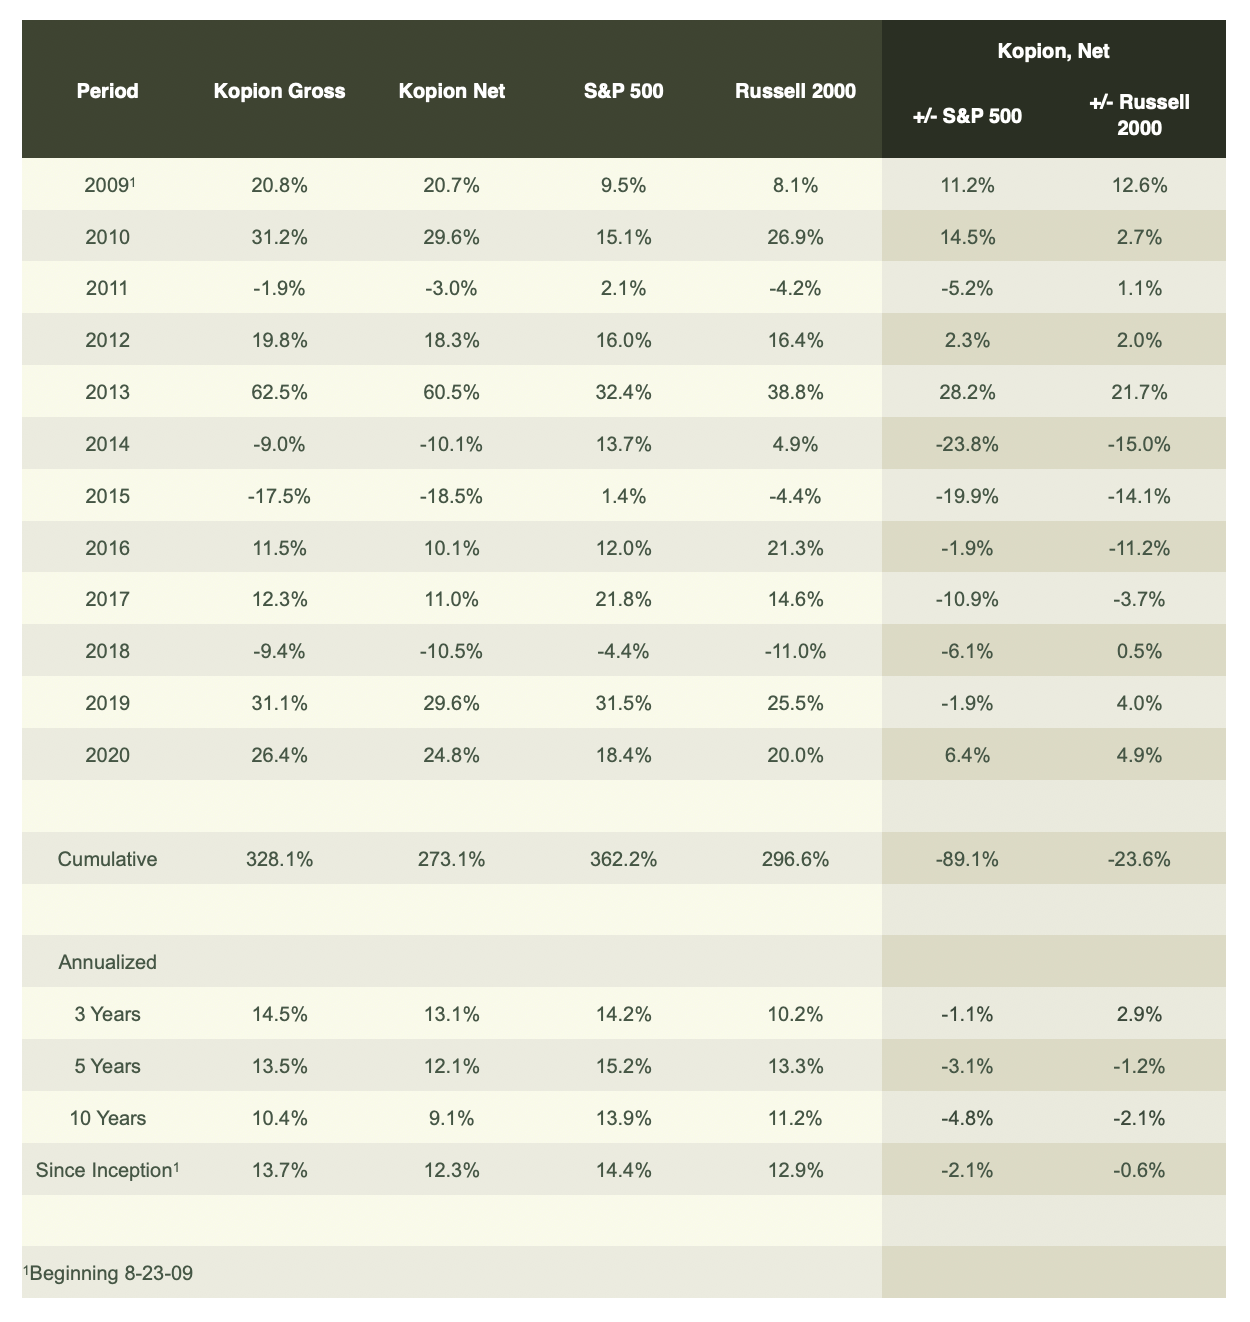 Kopion, Net
Period Kopion Gross Kopion Net S&P 500 Russell 2000 +/- S&P 500 +/- Russell
2000
2009¹ 20.8% 20.7% 9.5% 8.1% 11.2% 12.6%
2010 31.2% 29.6% 15.1% 26.9% 14.5% 2.7%
2011 -1.9% -3.0% 2.1% -4.2% -5.2% 1.1%
2012 19.8% 18.3% 16.0% 16.4% 2.3% 2.0%
2013 62.5% 60.5% 32.4% 38.8% 28.2% 21.7%
2014 -9.0% -10.1% 13.7% 4.9% -23.8% -15.0%
2015 -17.5% -18.5% 1.4% -4.4% -19.9% -14.1%
2016 11.5% 10.1% 12.0% 21.3% -1.9% -11.2%
2017 12.3% 11.0% 21.8% 14.6% -10.9% -3.7%
2018 -9.4% -10.5% -4.4% -11.0% -6.1% 0.5%
2019 31.1% 29.6% 31.5% 25.5% -1.9% 4.0%
2020 26.4% 24.8% 18.4% 20.0% 6.4% 4.9%
Cumulative 328.1% 273.1% 362.2% 296.6% -89.1% -23.6%
Annualized
3 Years 14.5% 13.1% 14.2% 10.2% -1.1% 2.9%
5 Years 13.5% 12.1% 15.2% 13.3% -3.1% -1.2%
10 Years 10.4% 9.1% 13.9% 11.2% -4.8% -2.1%
Since Inception¹ 13.7% 12.3% 14.4% 12.9% -2.1% -0.6%
¹Beginning 8-23-09